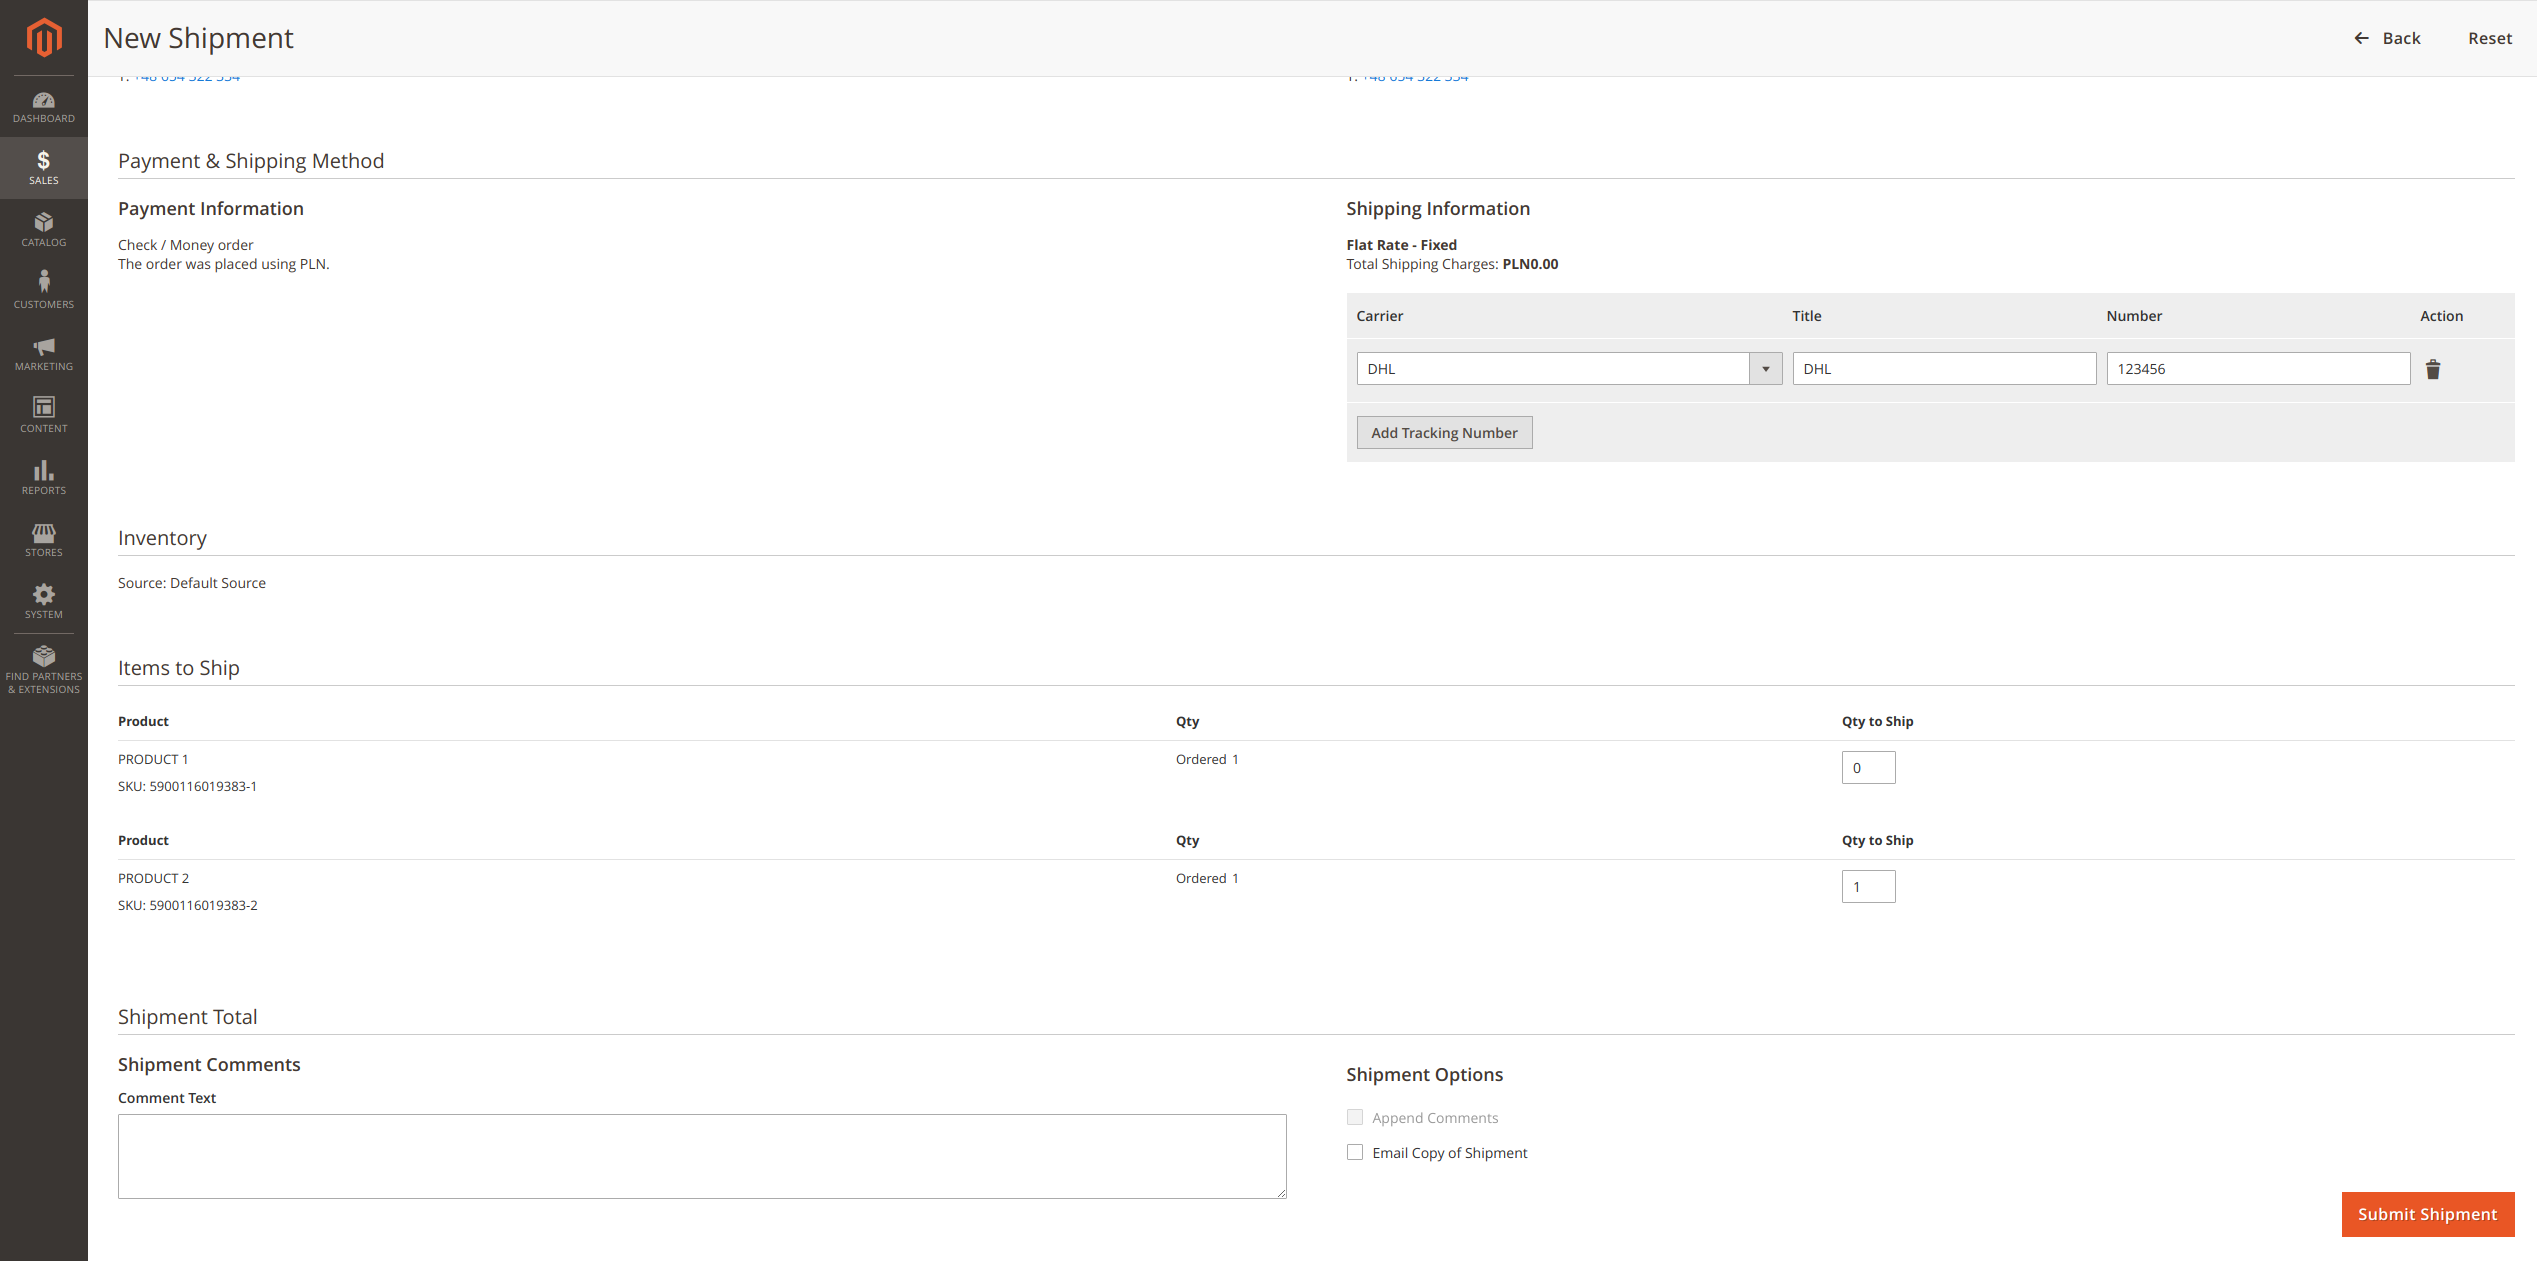 New Shipment
Back
Reset
DASHBOARD
SALES
CATALOG
CUSTOMERS
MARKETING
CONTENT
REPORTS
STORES
SYSTEM
FIND PARTNERS
& EXTENSIONS
Payment & Shipping Method
Payment Information
Check / Money order
The order was placed using PLN.
Shipping Information
Flat Rate - Fixed
Total Shipping Charges: PLN0.00
Carrier Title Number Action
DHL DHL 123456
Add Tracking Number
Inventory
Source: Default Source
Items to Ship
Product Qty Qty to Ship
PRODUCT 1 Ordered 1 0
SKU: 5900116019383-1
Product Qty Qty to Ship
PRODUCT 2 Ordered 1 1
SKU: 5900116019383-2
Shipment Total
Shipment Comments
Comment Text
Shipment Options
Append Comments
Email Copy of Shipment
Submit Shipment